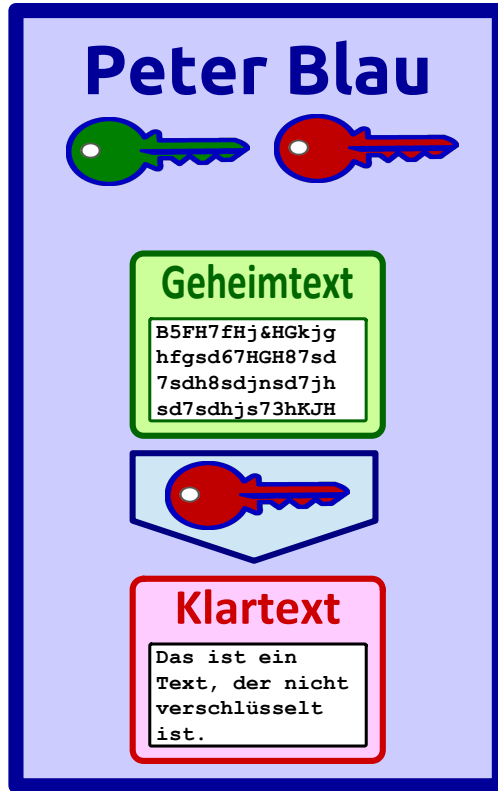 Peter Blau
Geheimtext
B5FH7fHj&HGkjg
hfgsd67HGH87sd
7sdh8sdjnsd7jh
sd7sdhjs73hKJH
Klartext
Das ist ein
Text, der nicht
verschlüsselt
ist.